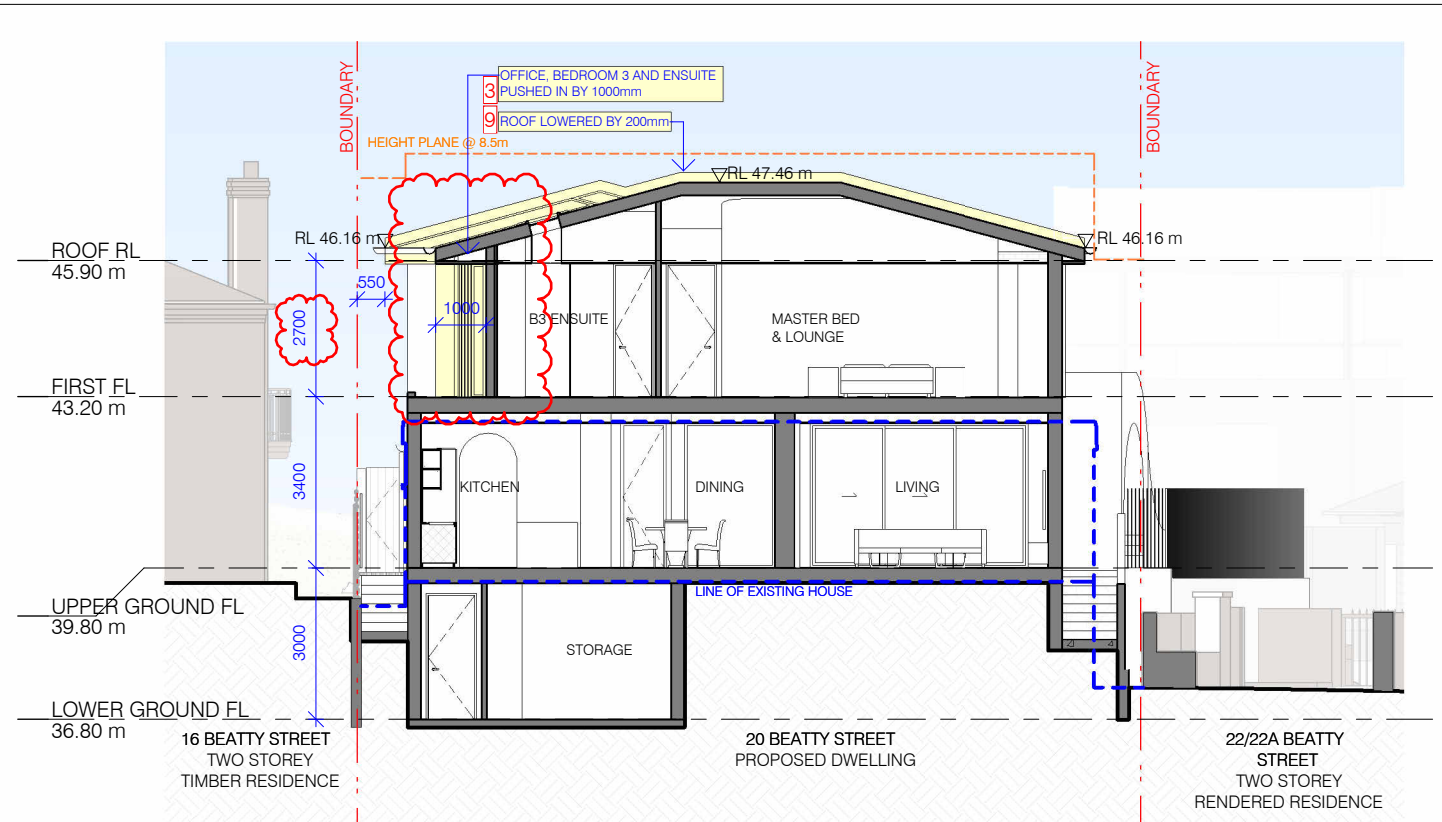 BOUNDARY
BOUNDARY
3
OFFICE, BEDROOM 3 AND ENSUITE
PUSHED IN BY 1000mm
9
ROOF LOWERED BY 200mm
HEIGHT PLANE @ 8.5m
RL 47.46 m
RL 46.16 m
RL 46.16 m
ROOF RL
45.90 m
550
1000
2700
B3 ENSUITE
MASTER BED
& LOUNGE
FIRST FL
43.20 m
3400
KITCHEN
DINING
LIVING
LINE OF EXISTING HOUSE
UPPER GROUND FL
39.80 m
3000
STORAGE
LOWER GROUND FL
36.80 m
16 BEATTY STREET
TWO STOREY
TIMBER RESIDENCE
20 BEATTY STREET
PROPOSED DWELLING
22/22A BEATTY
STREET
TWO STOREY
RENDERED RESIDENCE